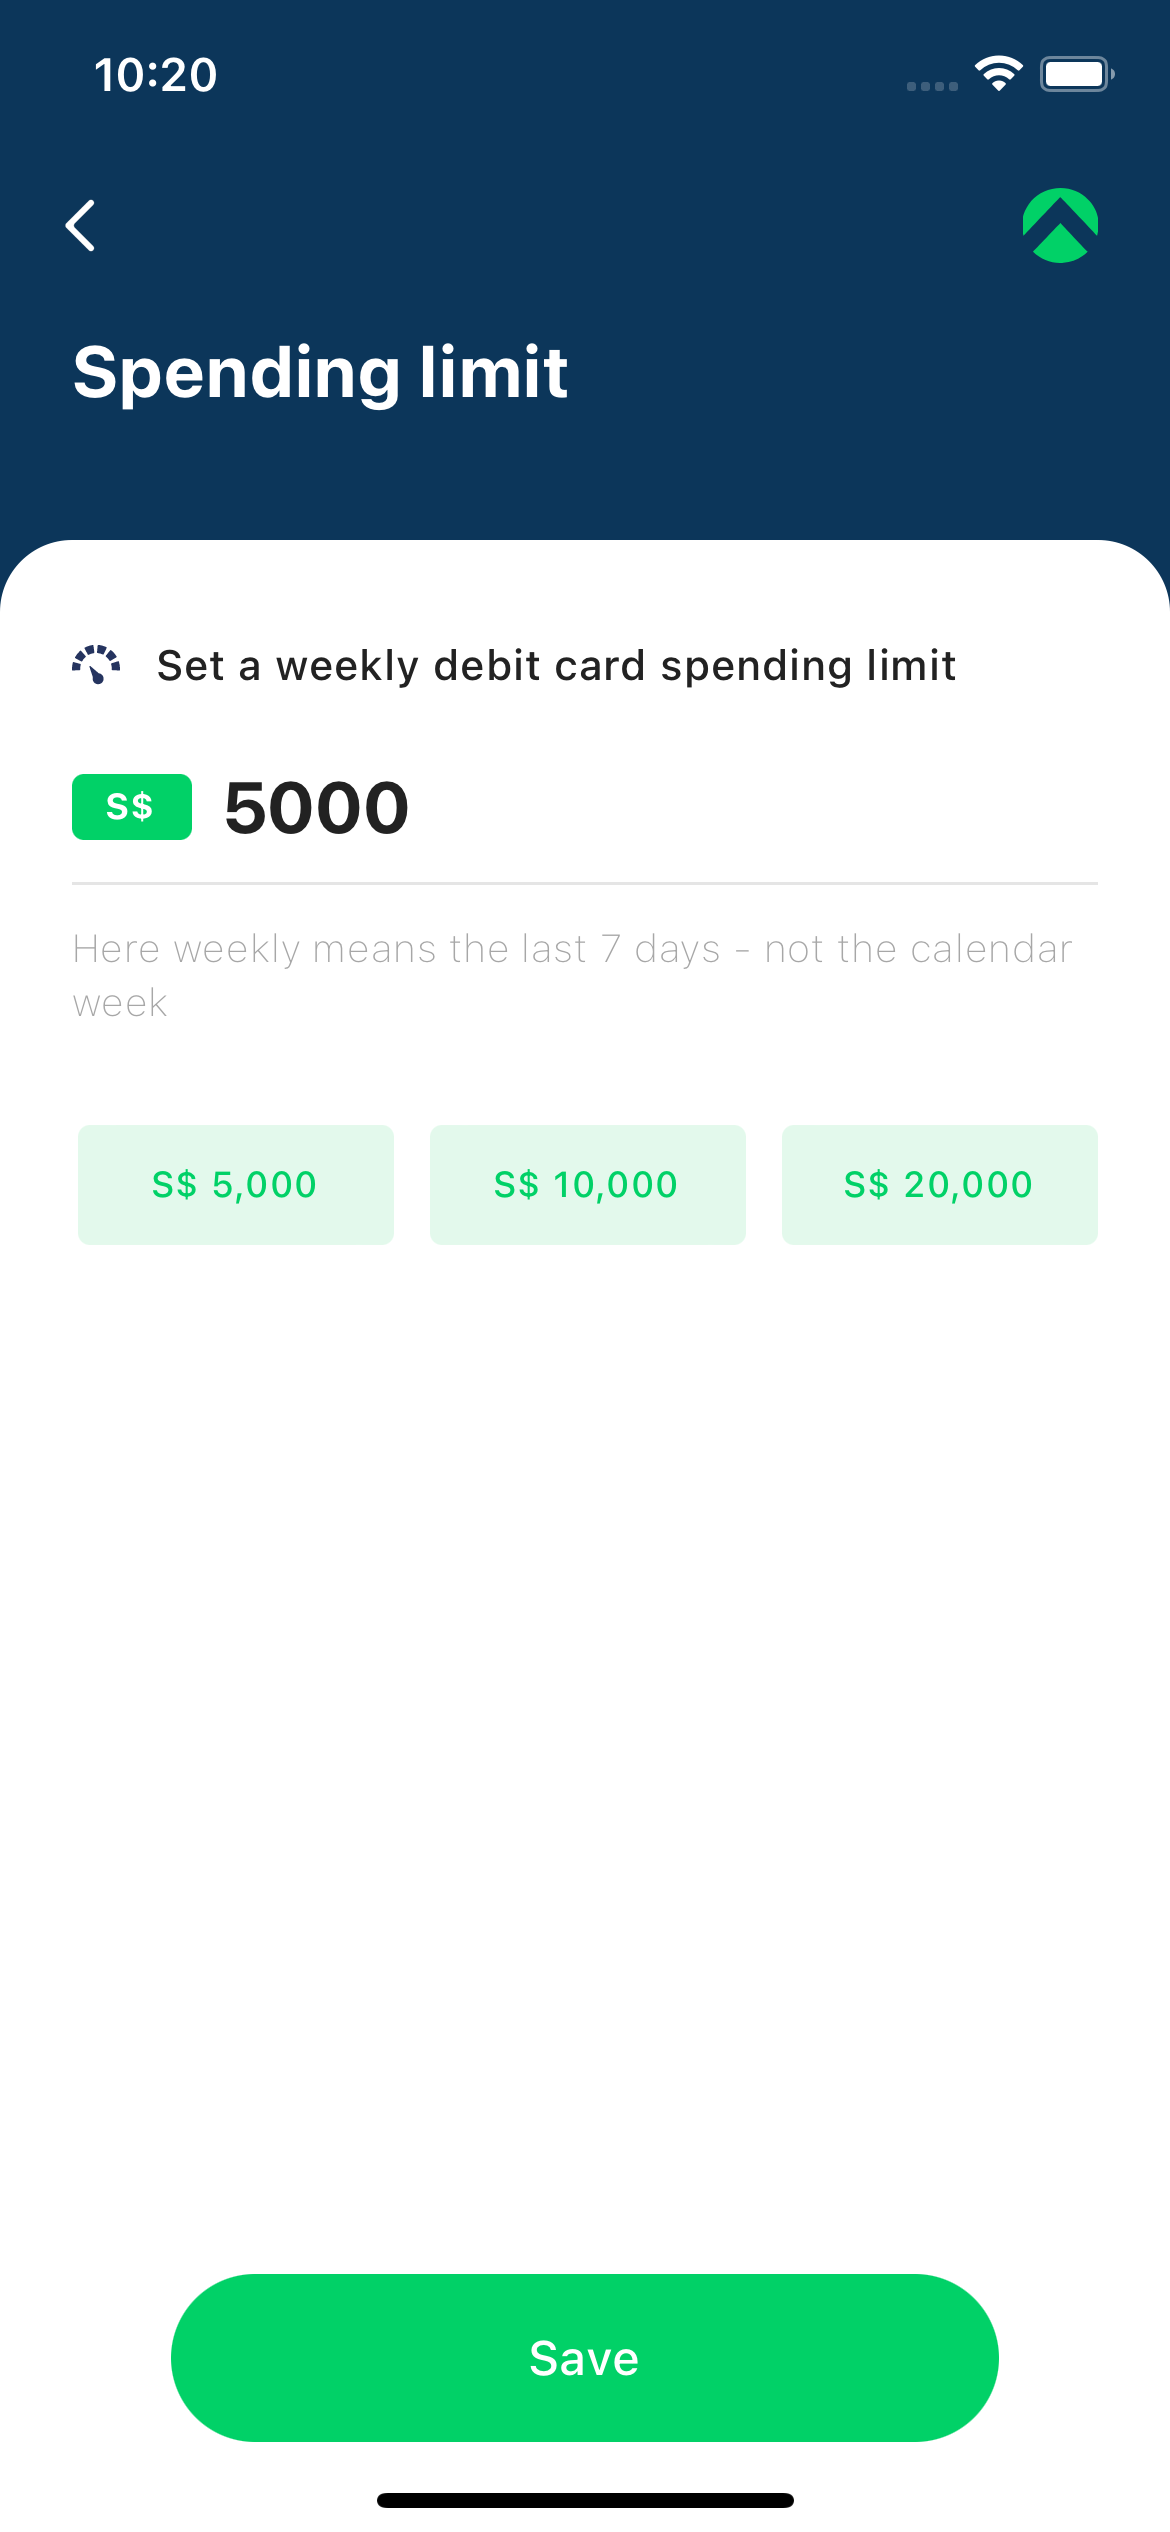 10:20
Spending limit
Set a weekly debit card spending limit
S$ 5000
Here weekly means the last 7 days - not the calendar
week
S$ 5,000 S$ 10,000 S$ 20,000
Save